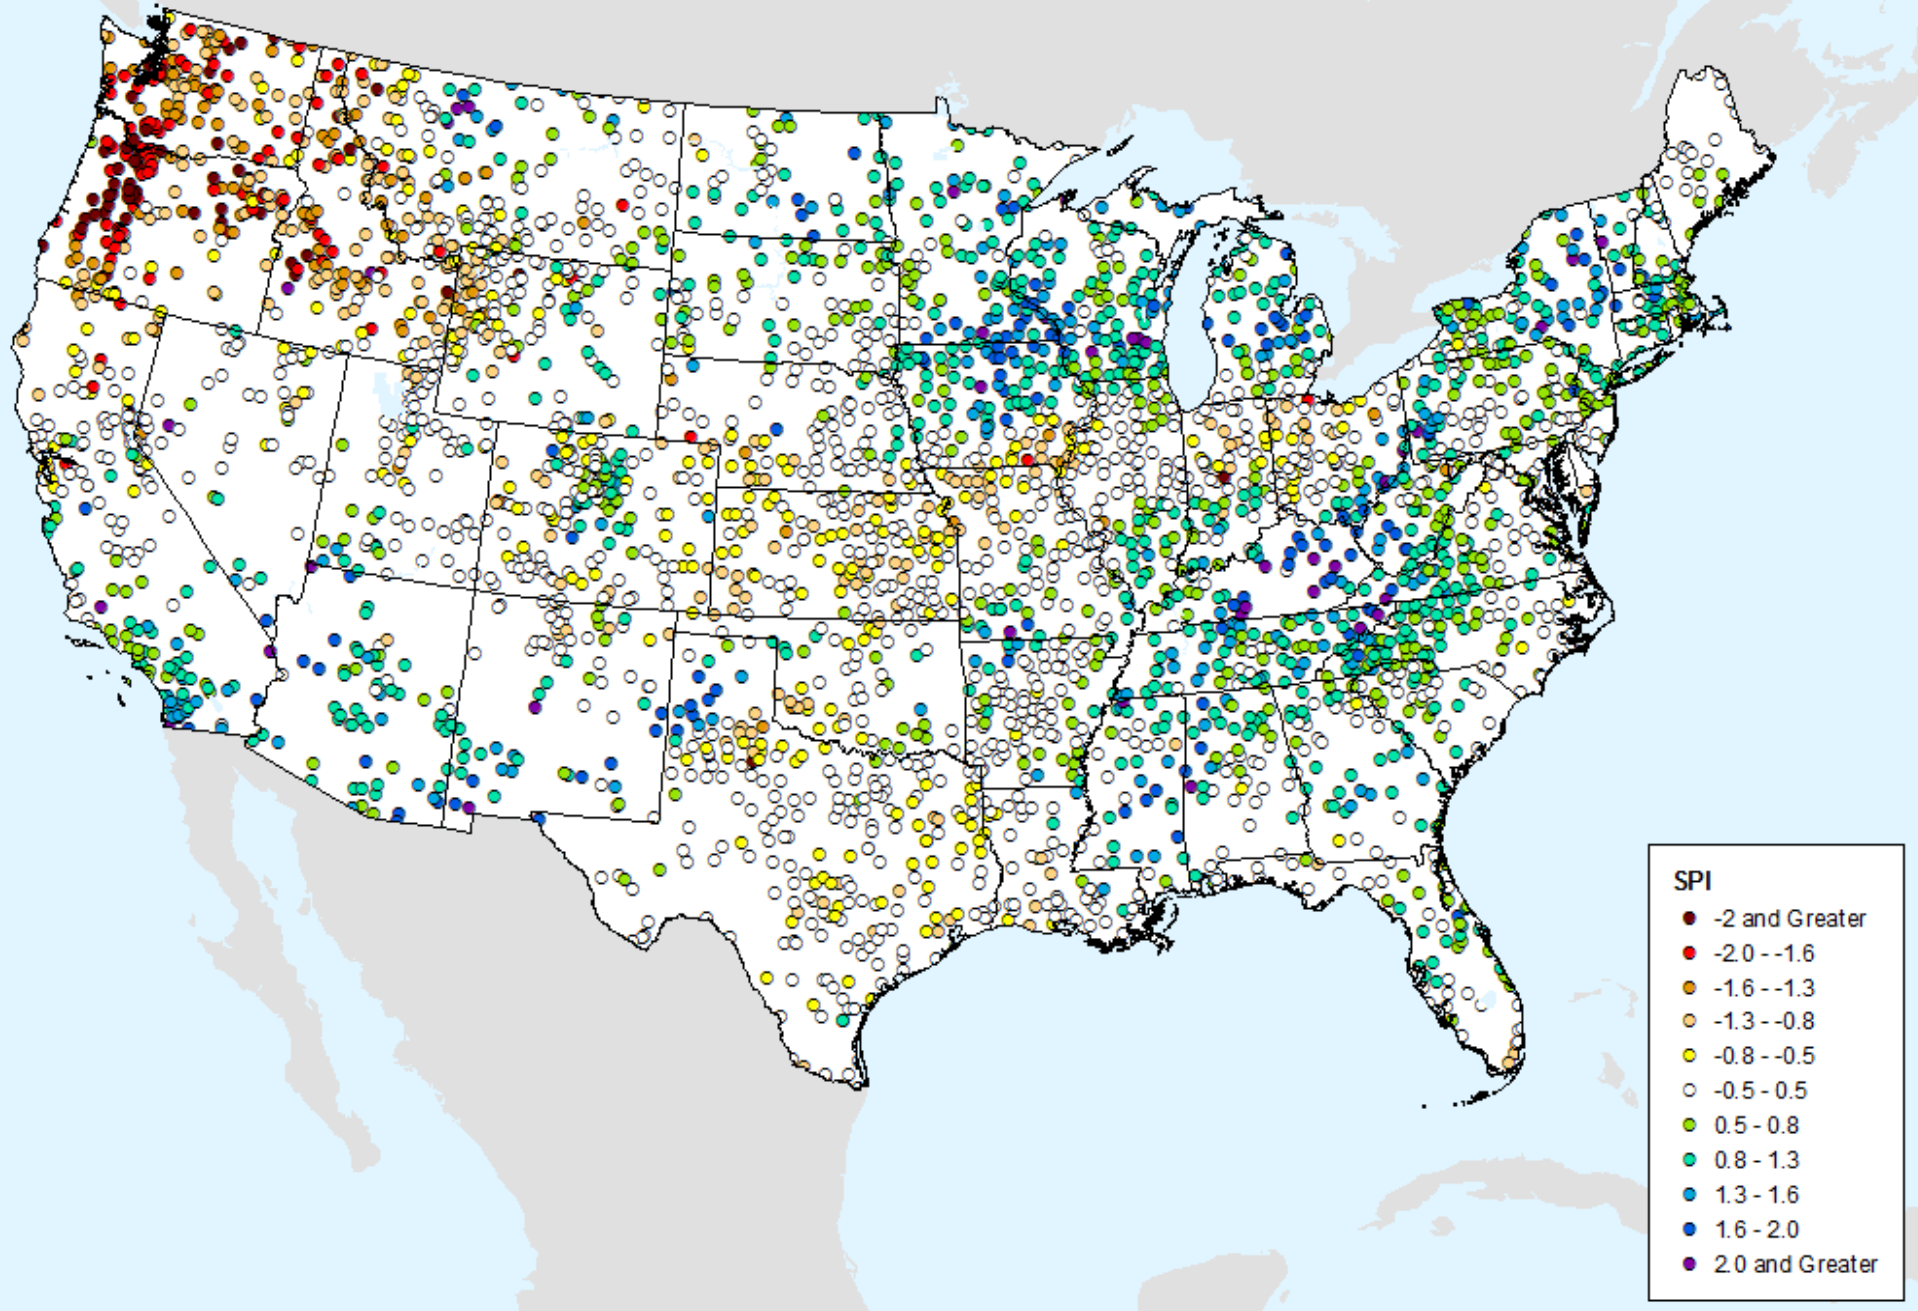 SPI
-2 and Greater
-2.0 - -1.6
-1.6 - -1.3
-1.3 - -0.8
-0.8 - -0.5
-0.5 - 0.5
0.5 - 0.8
0.8 - 1.3
1.3 - 1.6
1.6 - 2.0
2.0 and Greater